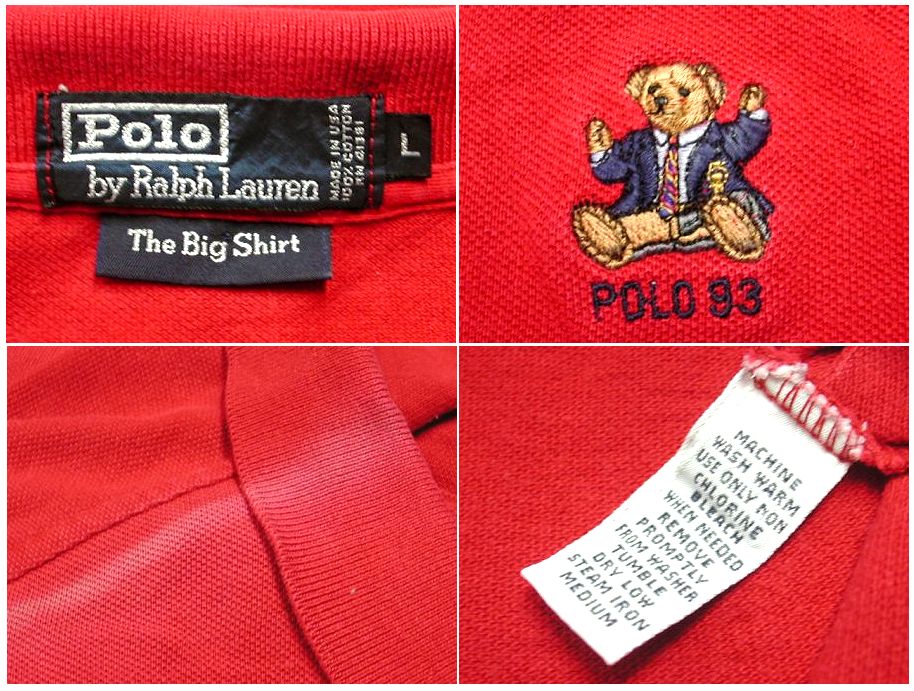 Polo
by Ralph Lauren
MADE IN USA
100% COTTON
RN 41381
L
The Big Shirt
POLO 93
MACHINE
WASH WARM
USE ONLY NON
CHLORINE
BLEACH
WHEN NEEDED
REMOVE
PROMPTLY
FROM WASHER
TUMBLE
DRY LOW
STEAM IRON
MEDIUM